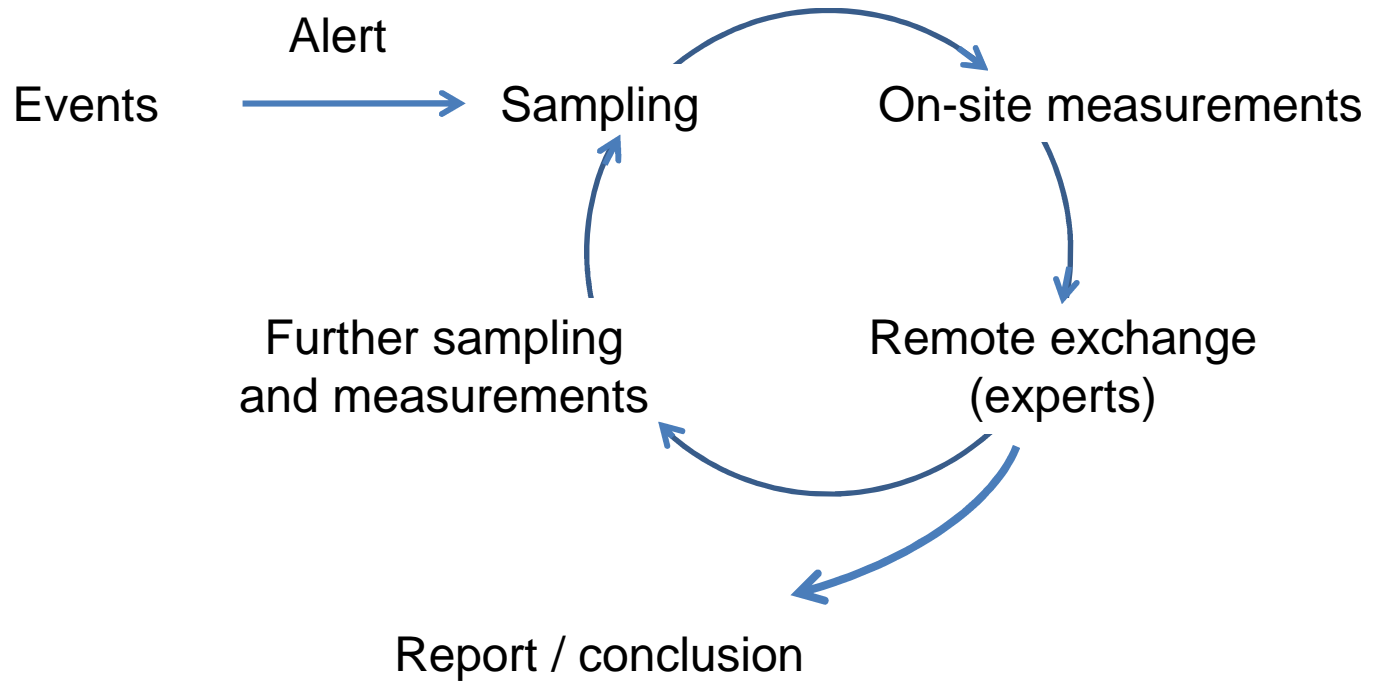 Alert
Events
Sampling
On-site measurements
Further sampling
and measurements
Remote exchange
(experts)
Report / conclusion